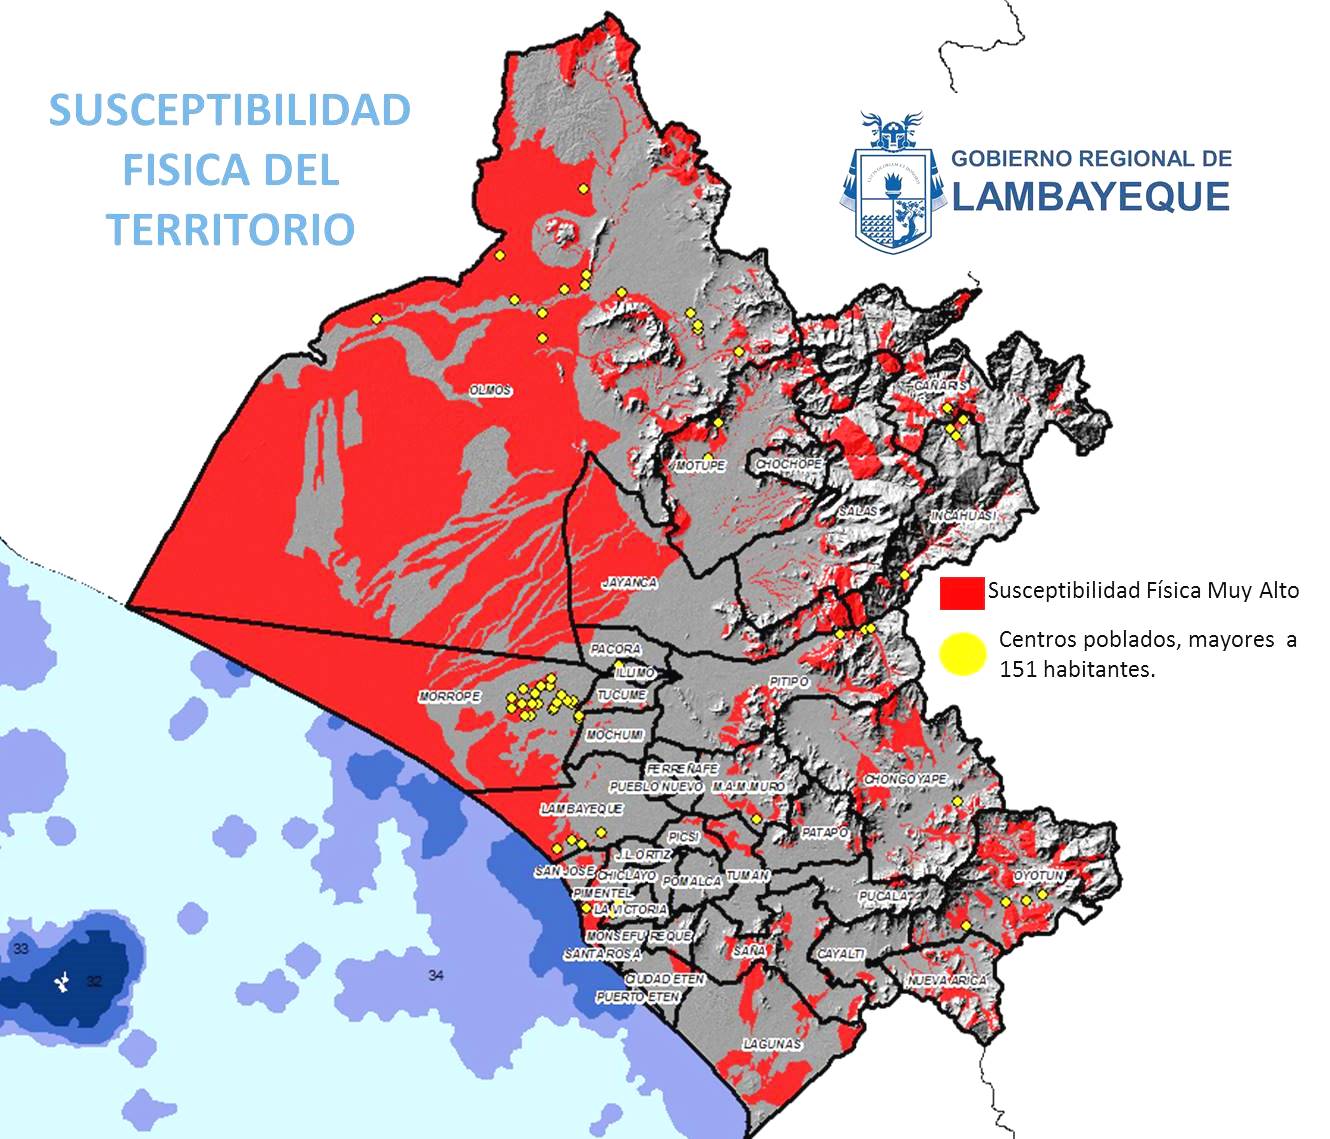 SUSCEPTIBILIDAD
FISICA DEL
TERRITORIO
GOBIERNO REGIONAL DE
LAMBAYEQUE
OLMOS
CAÑARIS
MOTUPE
CHOCHOPE
SALAS
INCAHUASI
JAYANCA
Susceptibilidad Física Muy Alto
Centros poblados, mayores a
151 habitantes.
PACORA
ILLIMO
PITIPO
MORROPE
TUCUME
MOCHUMI
FERREÑAFE
PUEBLO NUEVO
M.A.M.MURO
CHONGOYAPE
LAMBAYEQUE
PICSI
PATAPO
J.L.ORTIZ
SAN JOSE
CHICLAYO
POMALCA
TUMAN
OYOTUN
PIMENTEL
PUCALA
LA VICTORIA
MONSEFU
REQUE
SANTA ROSA
SAÑA
CAYALTI
33
32
34
CIUDAD ETEN
NUEVA ARICA
PUERTO ETEN
LAGUNAS